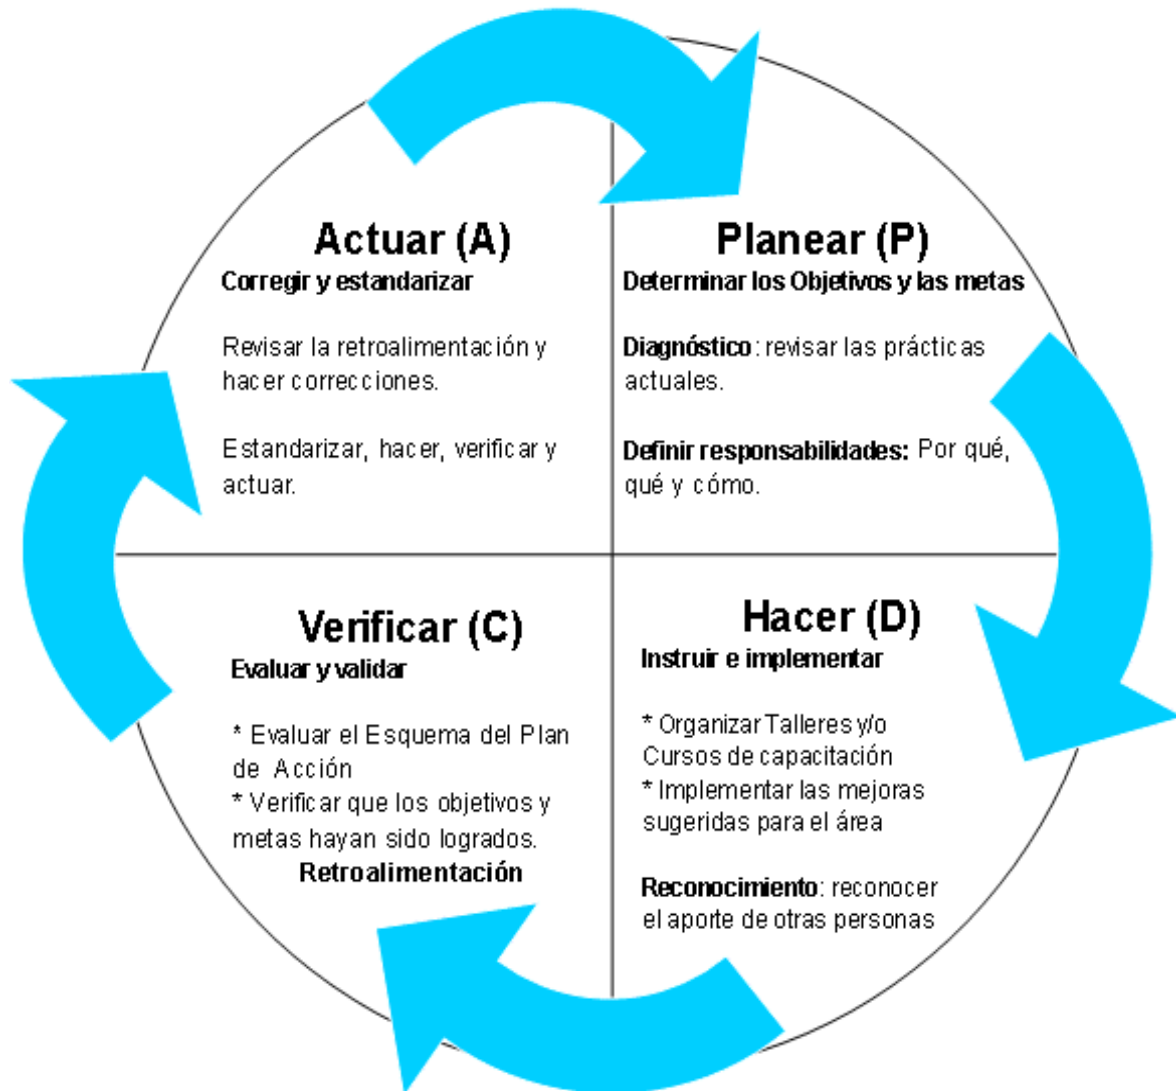 Actuar (A)
Corregir y estandarizar
Revisar la retroalimentación y
hacer correcciones.
Estandarizar, hacer, verificar y
actuar.
Planear (P)
Determinar los Objetivos y las metas
Diagnóstico: revisar las prácticas
actuales.
Definir responsabilidades: Por qué,
qué y cómo.
Verificar (C)
Evaluar y validar
* Evaluar el Esquema del Plan
de Acción
* Verificar que los objetivos y
metas hayan sido logrados.
Retroalimentación
Hacer (D)
Instruir e implementar
* Organizar Talleres y/o
Cursos de capacitación
* Implementar las mejoras
sugeridas para el área
Reconocimiento: reconocer
el aporte de otras personas